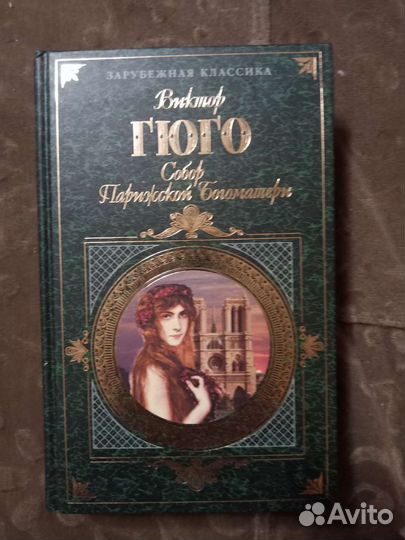 ЗАРУБЕЖНАЯ КЛАССИКА
Виктор
ГЮГО
Собор
Парижской Богоматери
Avito